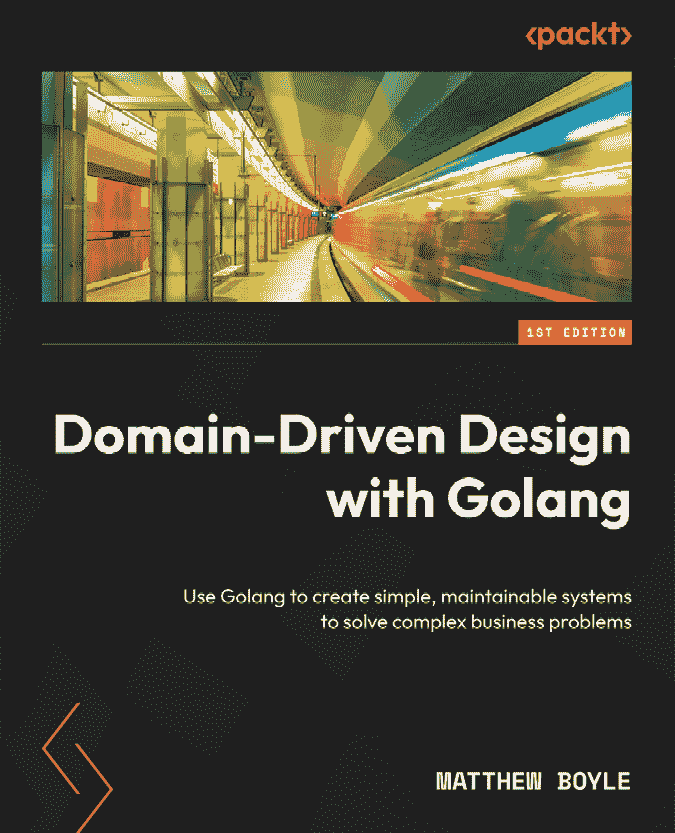 <packt>
1ST EDITION
Domain-Driven Design
with Golang
Use Golang to create simple, maintainable systems
to solve complex business problems
MATTHEW BOYLE